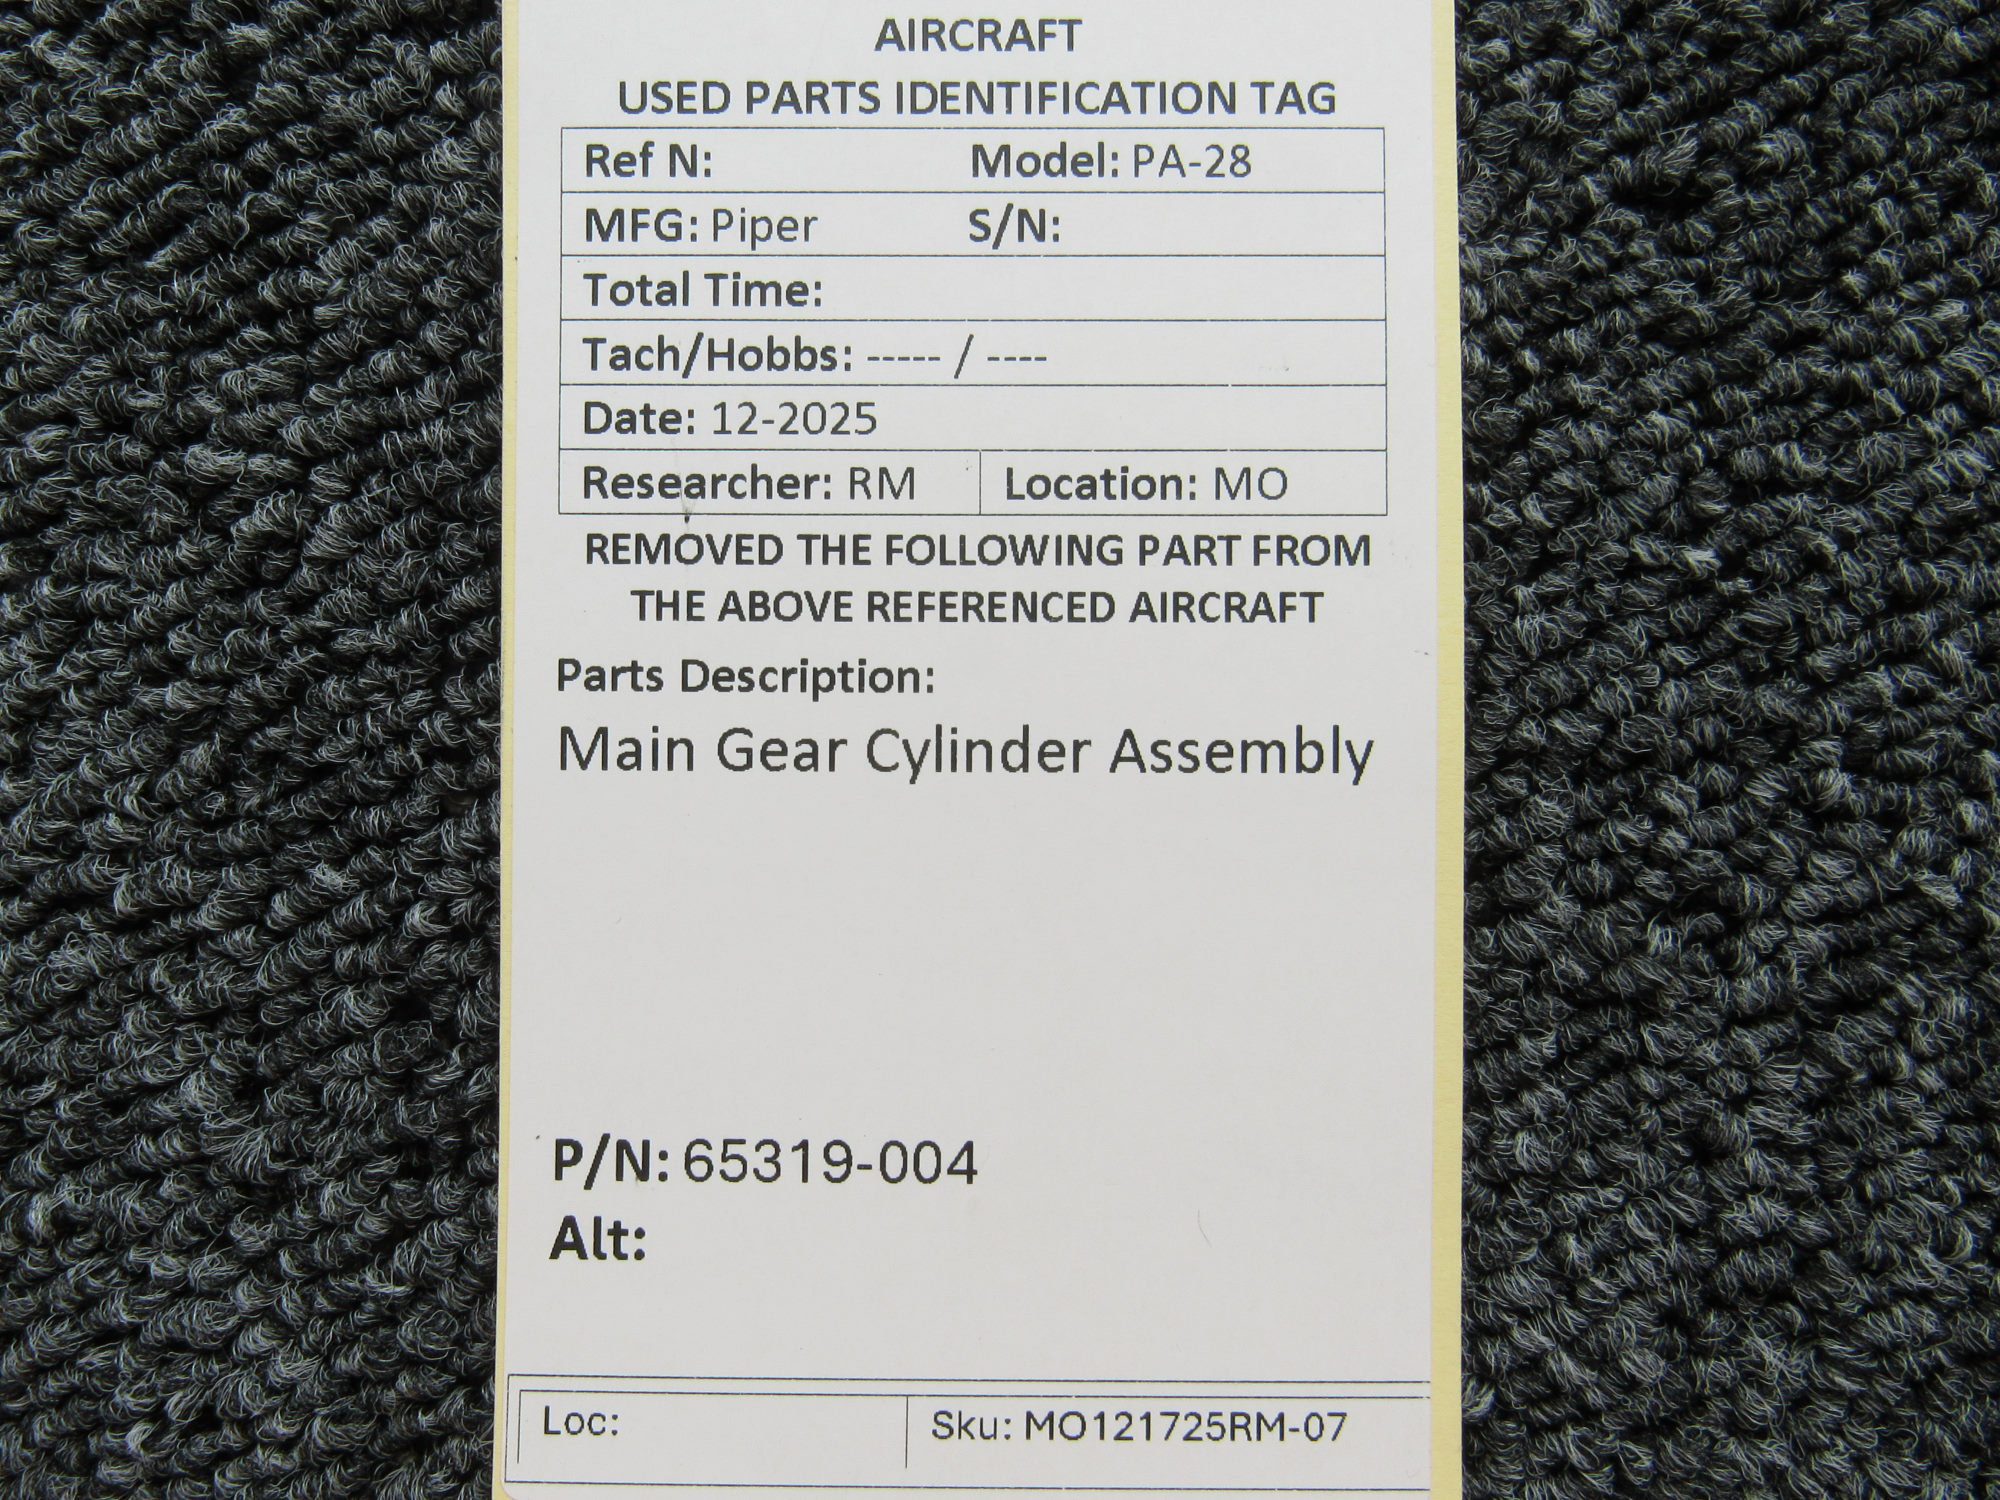 AIRCRAFT
USED PARTS IDENTIFICATION TAG
Ref N: Model: PA-28
MFG: Piper S/N:
Total Time:
Tach/Hobbs: ----- / ----
Date: 12-2025
Researcher: RM Location: MO
REMOVED THE FOLLOWING PART FROM
THE ABOVE REFERENCED AIRCRAFT
Parts Description:
Main Gear Cylinder Assembly
P/N: 65319-004
Alt:
Loc: Sku: MO121725RM-07